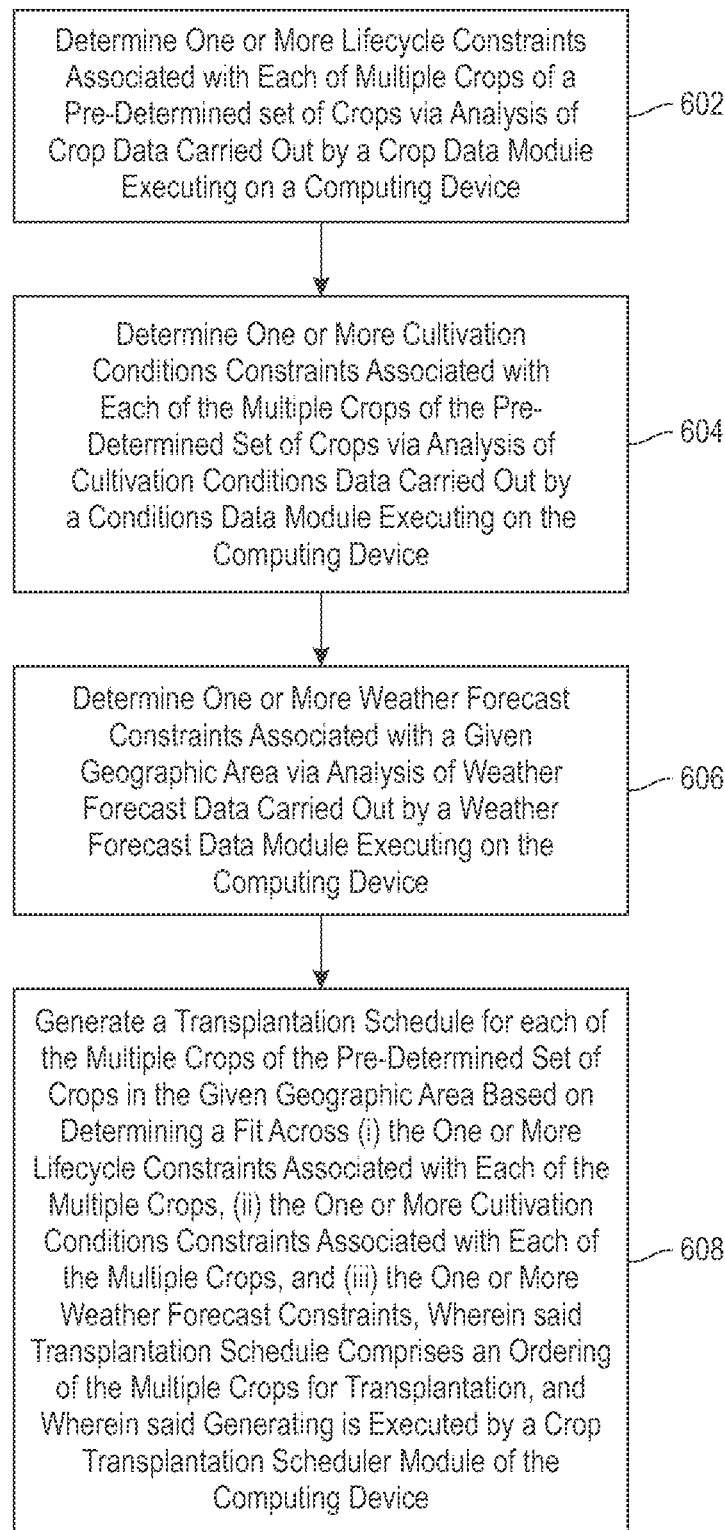 Determine One or More Lifecycle Constraints
Associated with Each of Multiple Crops of a
Pre-Determined set of Crops via Analysis of
Crop Data Carried Out by a Crop Data Module
Executing on a Computing Device
602
Determine One or More Cultivation
Conditions Constraints Associated with
Each of the Multiple Crops of the Pre-
Determined Set of Crops via Analysis of
Cultivation Conditions Data Carried Out by
a Conditions Data Module Executing on the
Computing Device
604
Determine One or More Weather Forecast
Constraints Associated with a Given
Geographic Area via Analysis of Weather
Forecast Data Carried Out by a Weather
Forecast Data Module Executing on the
Computing Device
606
Generate a Transplantation Schedule for each of
the Multiple Crops of the Pre-Determined Set of
Crops in the Given Geographic Area Based on
Determining a Fit Across (i) the One or More
Lifecycle Constraints Associated with Each of the
Multiple Crops, (ii) the One or More Cultivation
Conditions Constraints Associated with Each of
the Multiple Crops, and (iii) the One or More
Weather Forecast Constraints, Wherein said
Transplantation Schedule Comprises an Ordering
of the Multiple Crops for Transplantation, and
Wherein said Generating is Executed by a Crop
Transplantation Scheduler Module of the
Computing Device
608